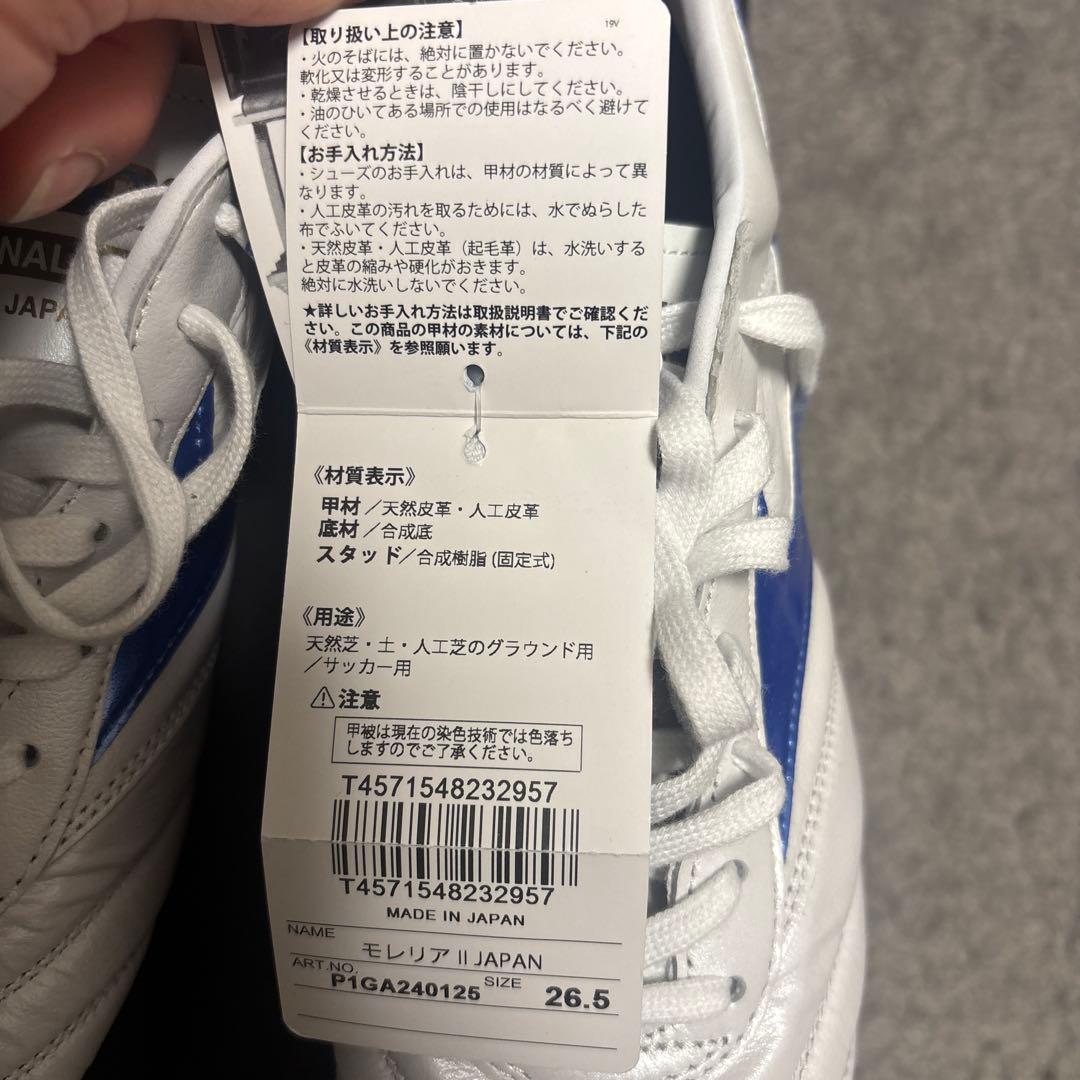 19V
【取り扱い上の注意】
・火のそばには、絶対に置かないでください。
軟化又は変形することがあります。
・乾燥させるときは、陰干しにしてください。
・油のひいてある場所での使用はなるべく避けて
ください。
【お手入れ方法】
・シューズのお手入れは、甲材の材質によって異
なります。
・人工皮革の汚れを取るためには、水でぬらした
布でふいてください。
・天然皮革・人工皮革（起毛革）は、水洗いする
と皮革の縮みや硬化がおきます。
絶対に水洗いしないでください。
★詳しいお手入れ方法は取扱説明書でご確認くだ
さい。この商品の甲材の素材については、下記の
《材質表示》を参照願います。
《材質表示》
甲材／天然皮革・人工皮革
底材／合成底
スタッド／合成樹脂(固定式)
《用途》
天然芝・土・人工芝のグラウンド用
／サッカー用
⚠注意
甲被は現在の染色技術では色落ち
しますのでご了承ください。
T4571548232957
T4571548232957
MADE IN JAPAN
NAME
モレリアⅡJAPAN
ART.NO.
P1GA240125
SIZE
26.5
NAL
JAPA